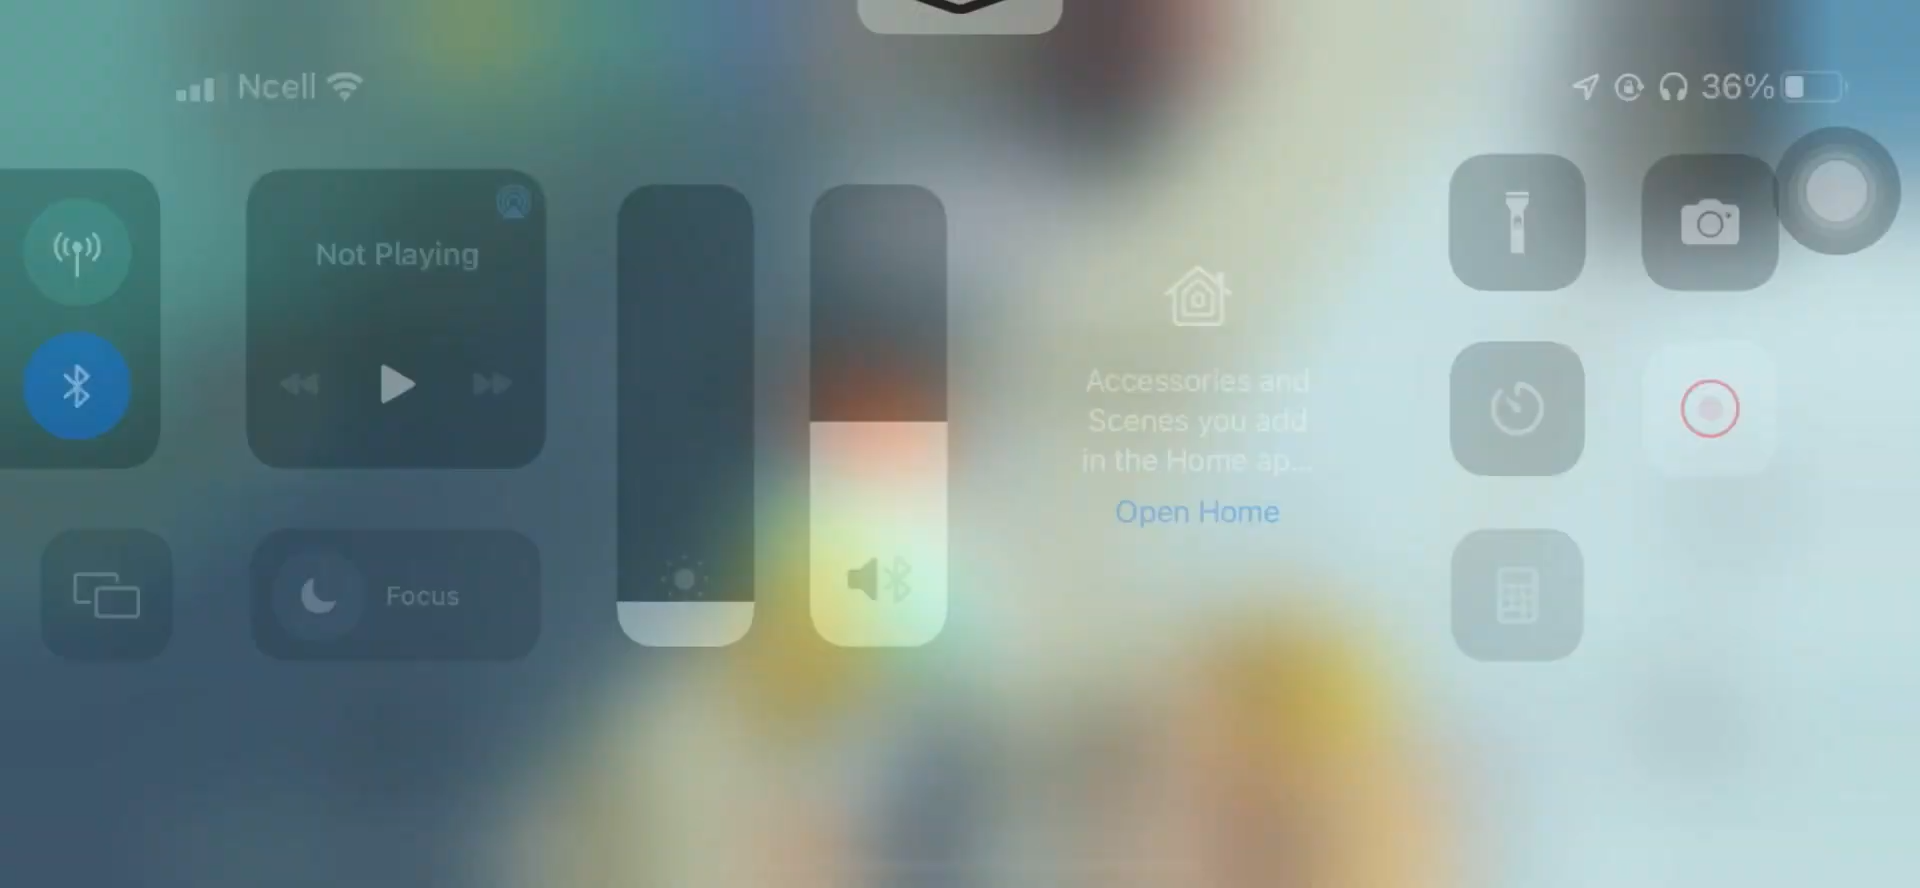 Ncell
36%
Not Playing
Accessories and
Scenes you add
in the Home ap...
Open Home
Focus